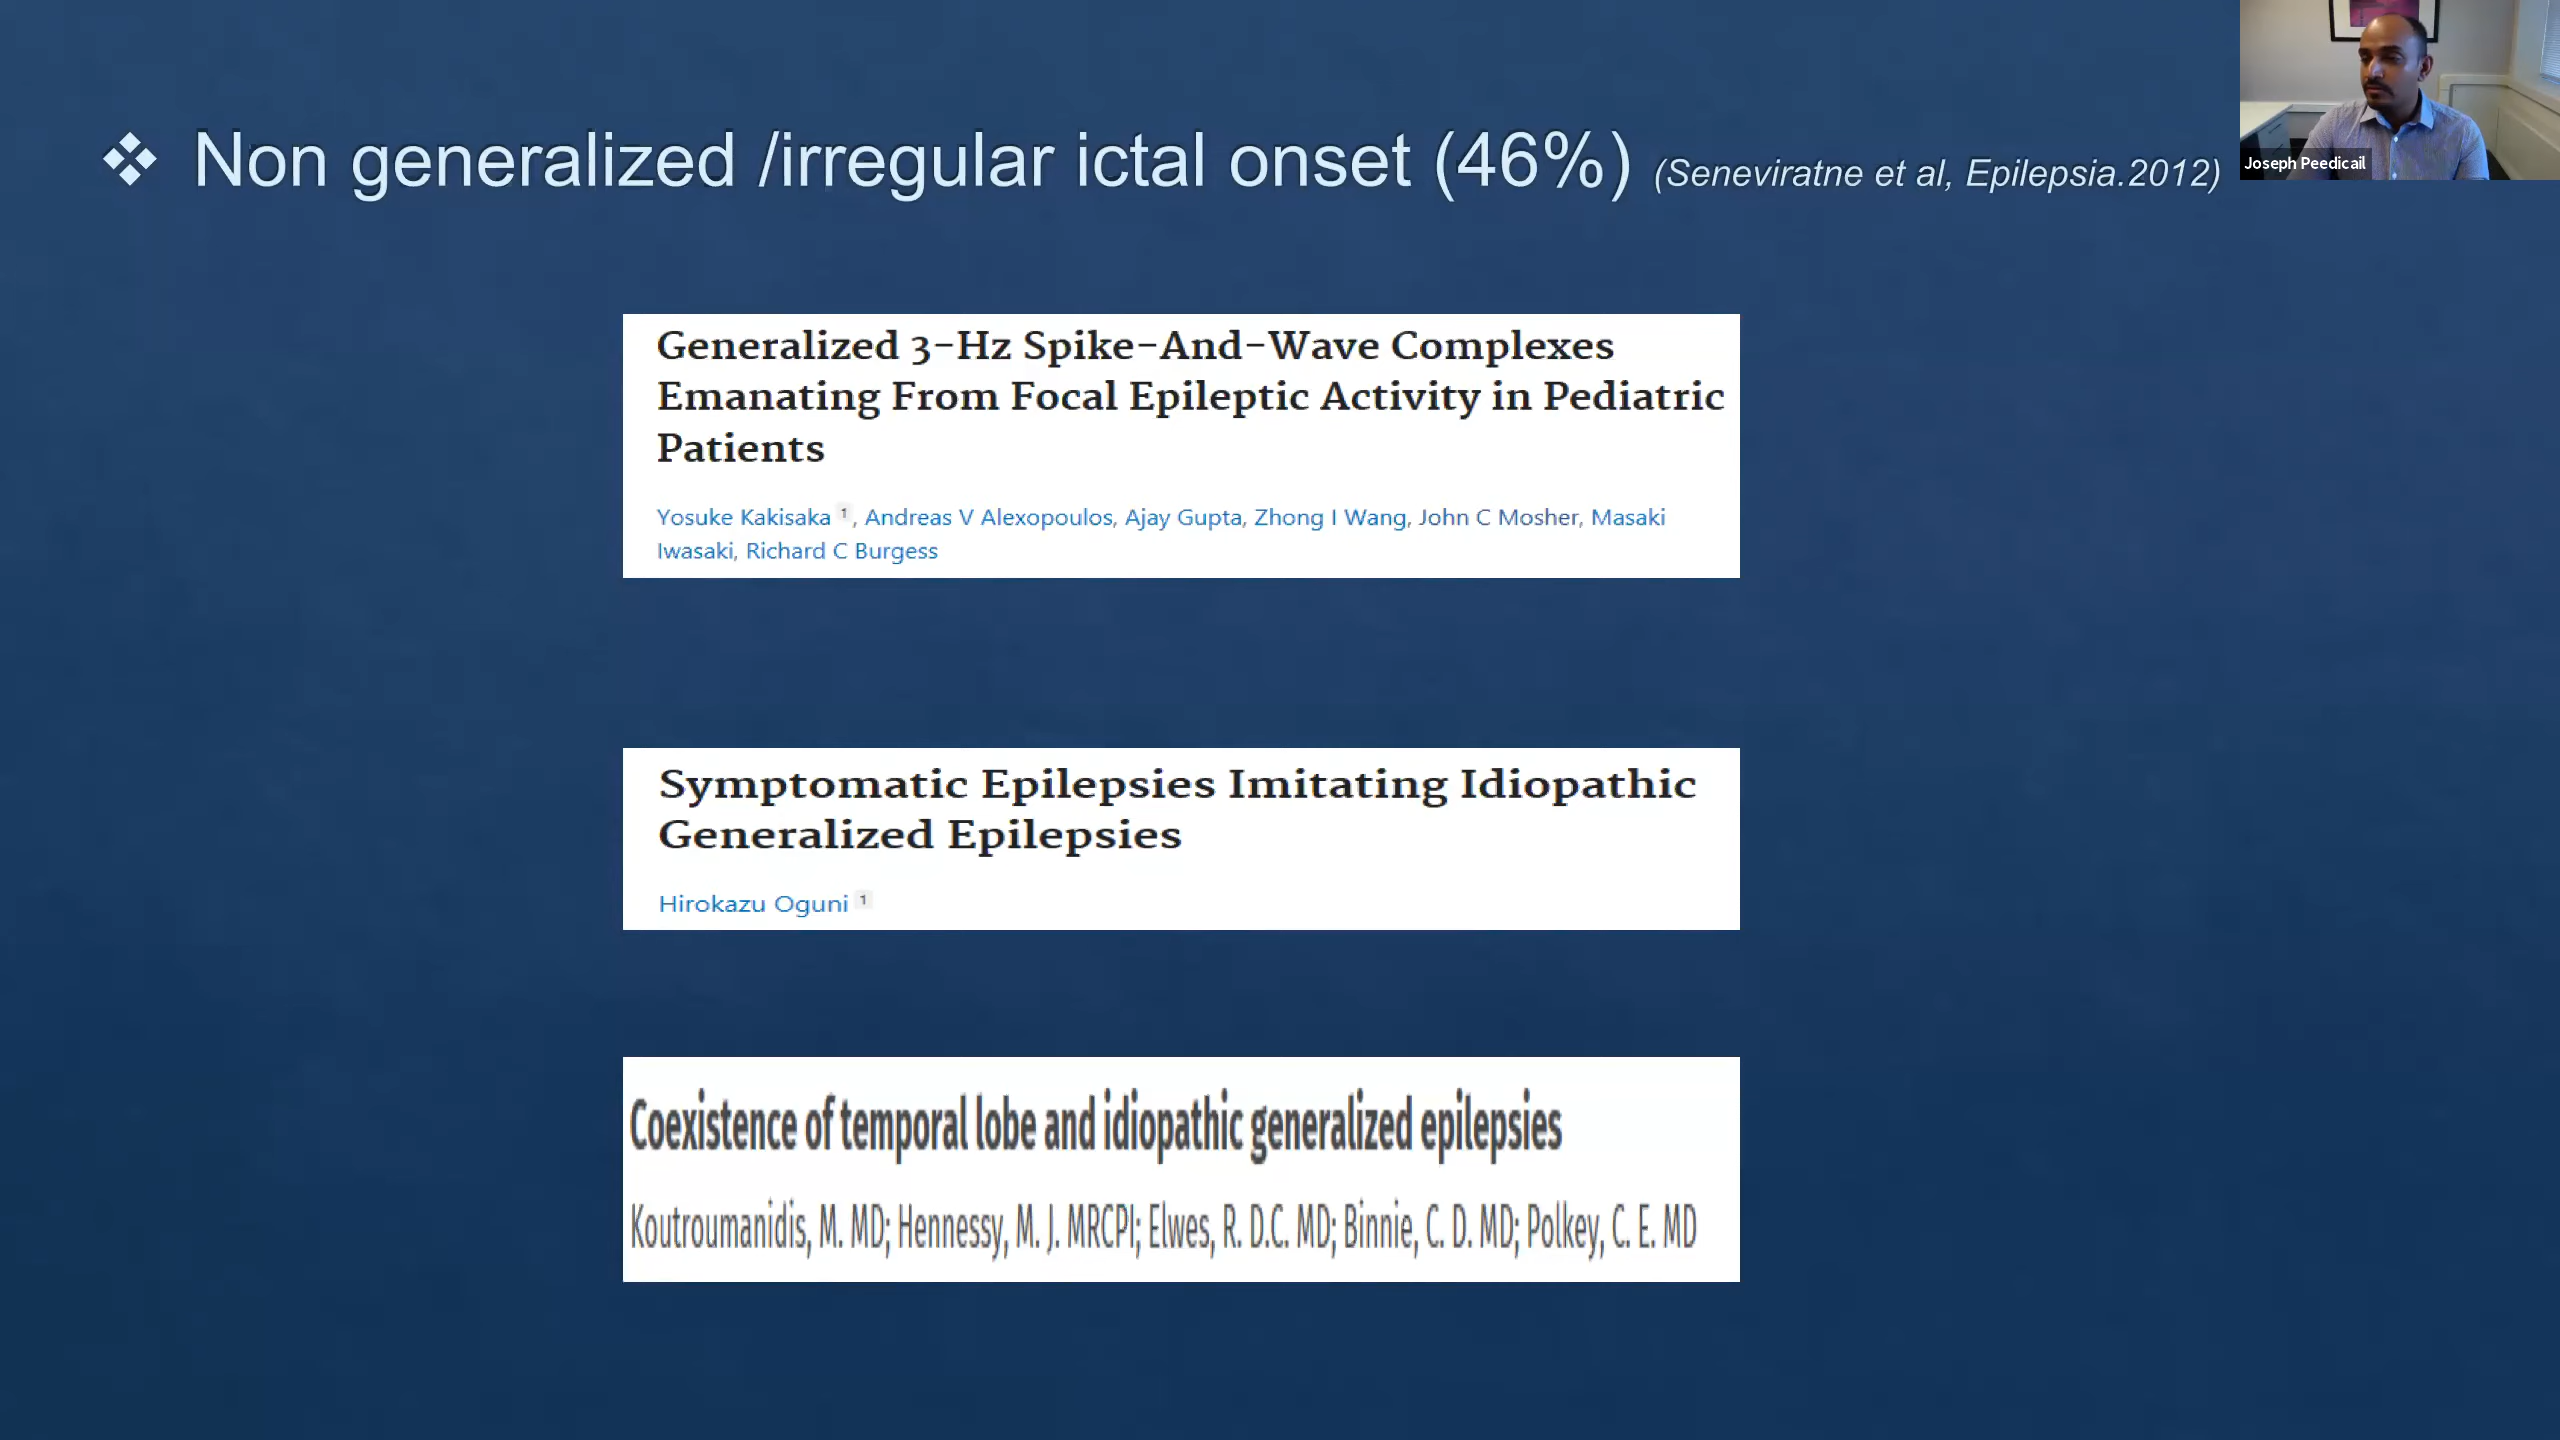 ❖ Non generalized /irregular ictal onset (46%) (Seneviratne et al, Epilepsia.2012)
Joseph Peedicail
Generalized 3-Hz Spike-And-Wave Complexes
Emanating From Focal Epileptic Activity in Pediatric
Patients
Yosuke Kakisaka 1, Andreas V Alexopoulos, Ajay Gupta, Zhong I Wang, John C Mosher, Masaki
Iwasaki, Richard C Burgess
Symptomatic Epilepsies Imitating Idiopathic
Generalized Epilepsies
Hirokazu Oguni 1
Coexistence of temporal lobe and idiopathic generalized epilepsies
Koutroumanidis, M. MD; Hennessy, M. J. MRCPI; Elwes, R. D.C. MD; Binnie, C. D. MD; Polkey, C. E. MD